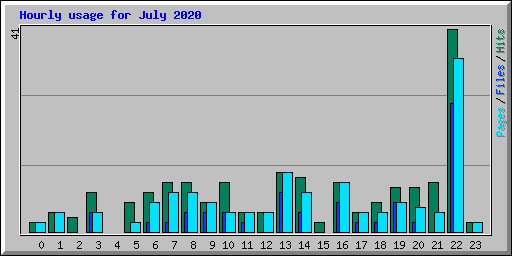 Hourly usage for July 2020
41
Pages / Files / Hits
0 1 2 3 4 5 6 7 8 9 10 11 12 13 14 15 16 17 18 19 20 21 22 23